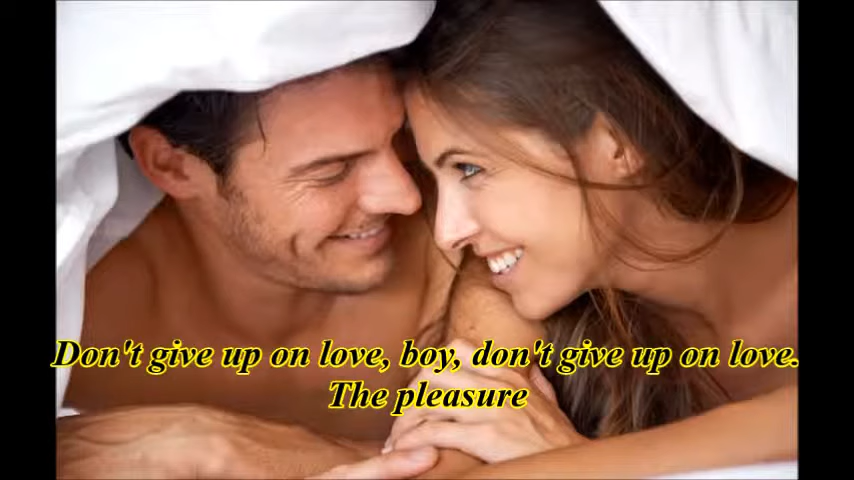 Don't give up on love, boy, don't give up on love.
The pleasure